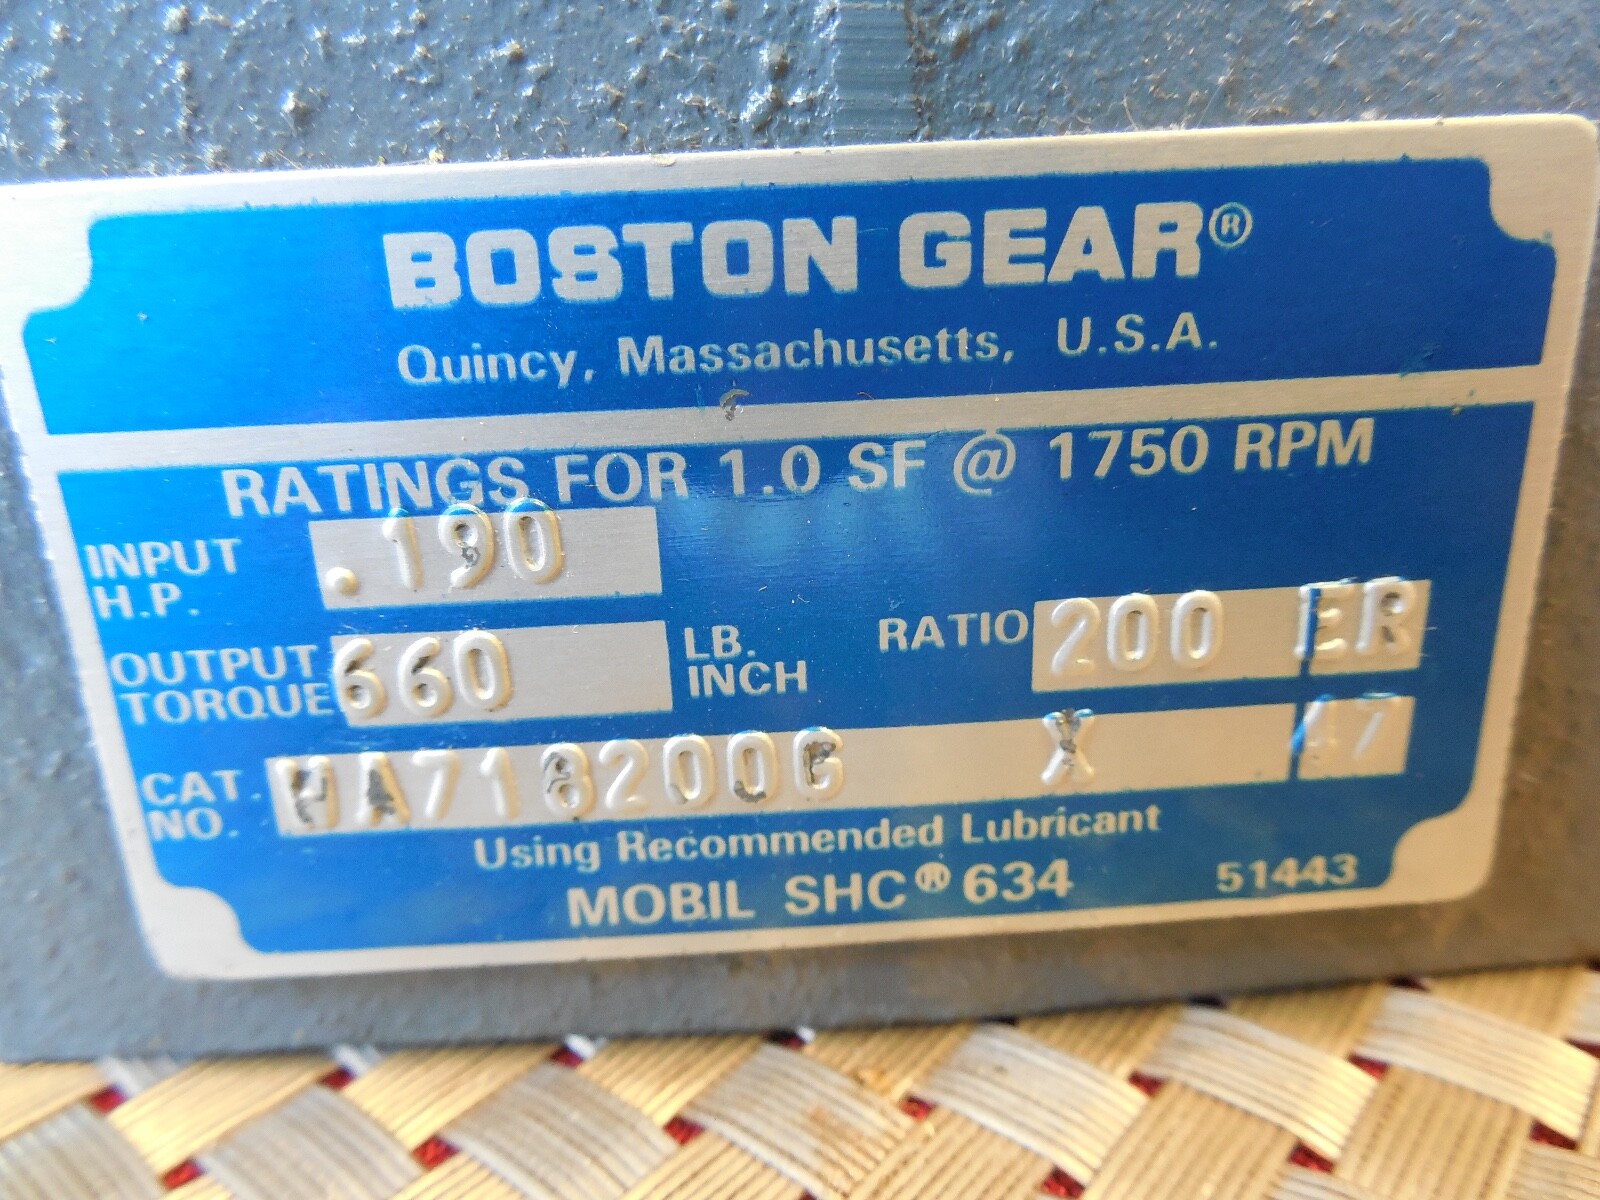 BOSTON GEAR®
Quincy, Massachusetts, U.S.A.
RATINGS FOR 1.0 SF @ 1750 RPM
INPUT H.P. .190
OUTPUT TORQUE 660 LB. INCH RATIO 200 ER
CAT. NO. WA718200G X 47
Using Recommended Lubricant
MOBIL SHC® 634 51443